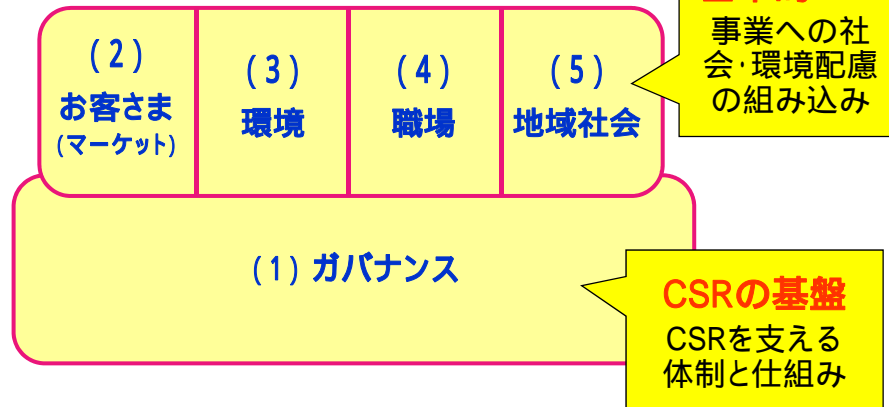 事業への社
会・環境配慮
の組み込み
(2)
お客さま
(マーケット)
(3)
環境
(4)
職場
(5)
地域社会
(1) ガバナンス
CSRの基盤
CSRを支える
体制と仕組み